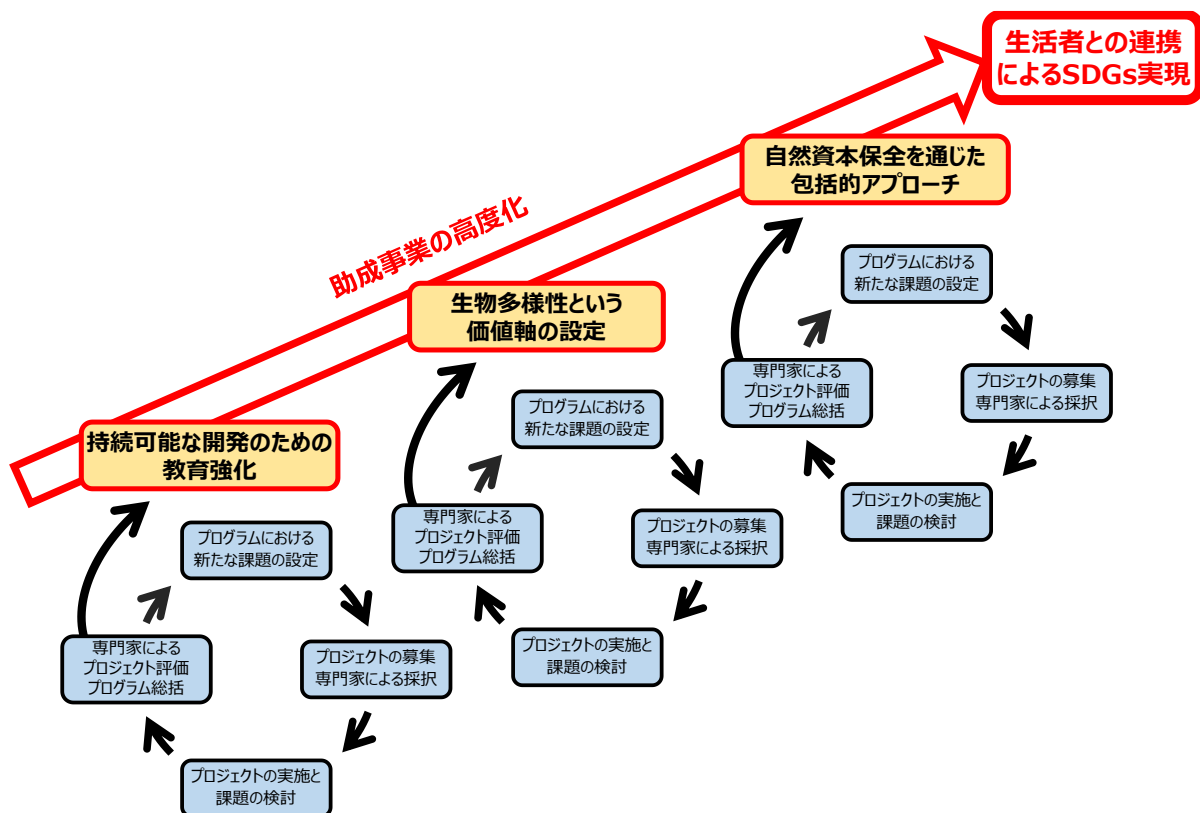 生活者との連携
によるSDGs実現
自然資本保全を通じた
包括的アプローチ
助成事業の高度化
プログラムにおける
新たな課題の設定
生物多様性という
価値軸の設定
専門家による
プロジェクト評価
プログラム総括
プロジェクトの募集
専門家による採択
プログラムにおける
新たな課題の設定
持続可能な開発のための
教育強化
プロジェクトの実施と
課題の検討
専門家による
プロジェクト評価
プログラム総括
プロジェクトの募集
専門家による採択
プログラムにおける
新たな課題の設定
プロジェクトの実施と
課題の検討
専門家による
プロジェクト評価
プログラム総括
プロジェクトの募集
専門家による採択
プロジェクトの実施と
課題の検討